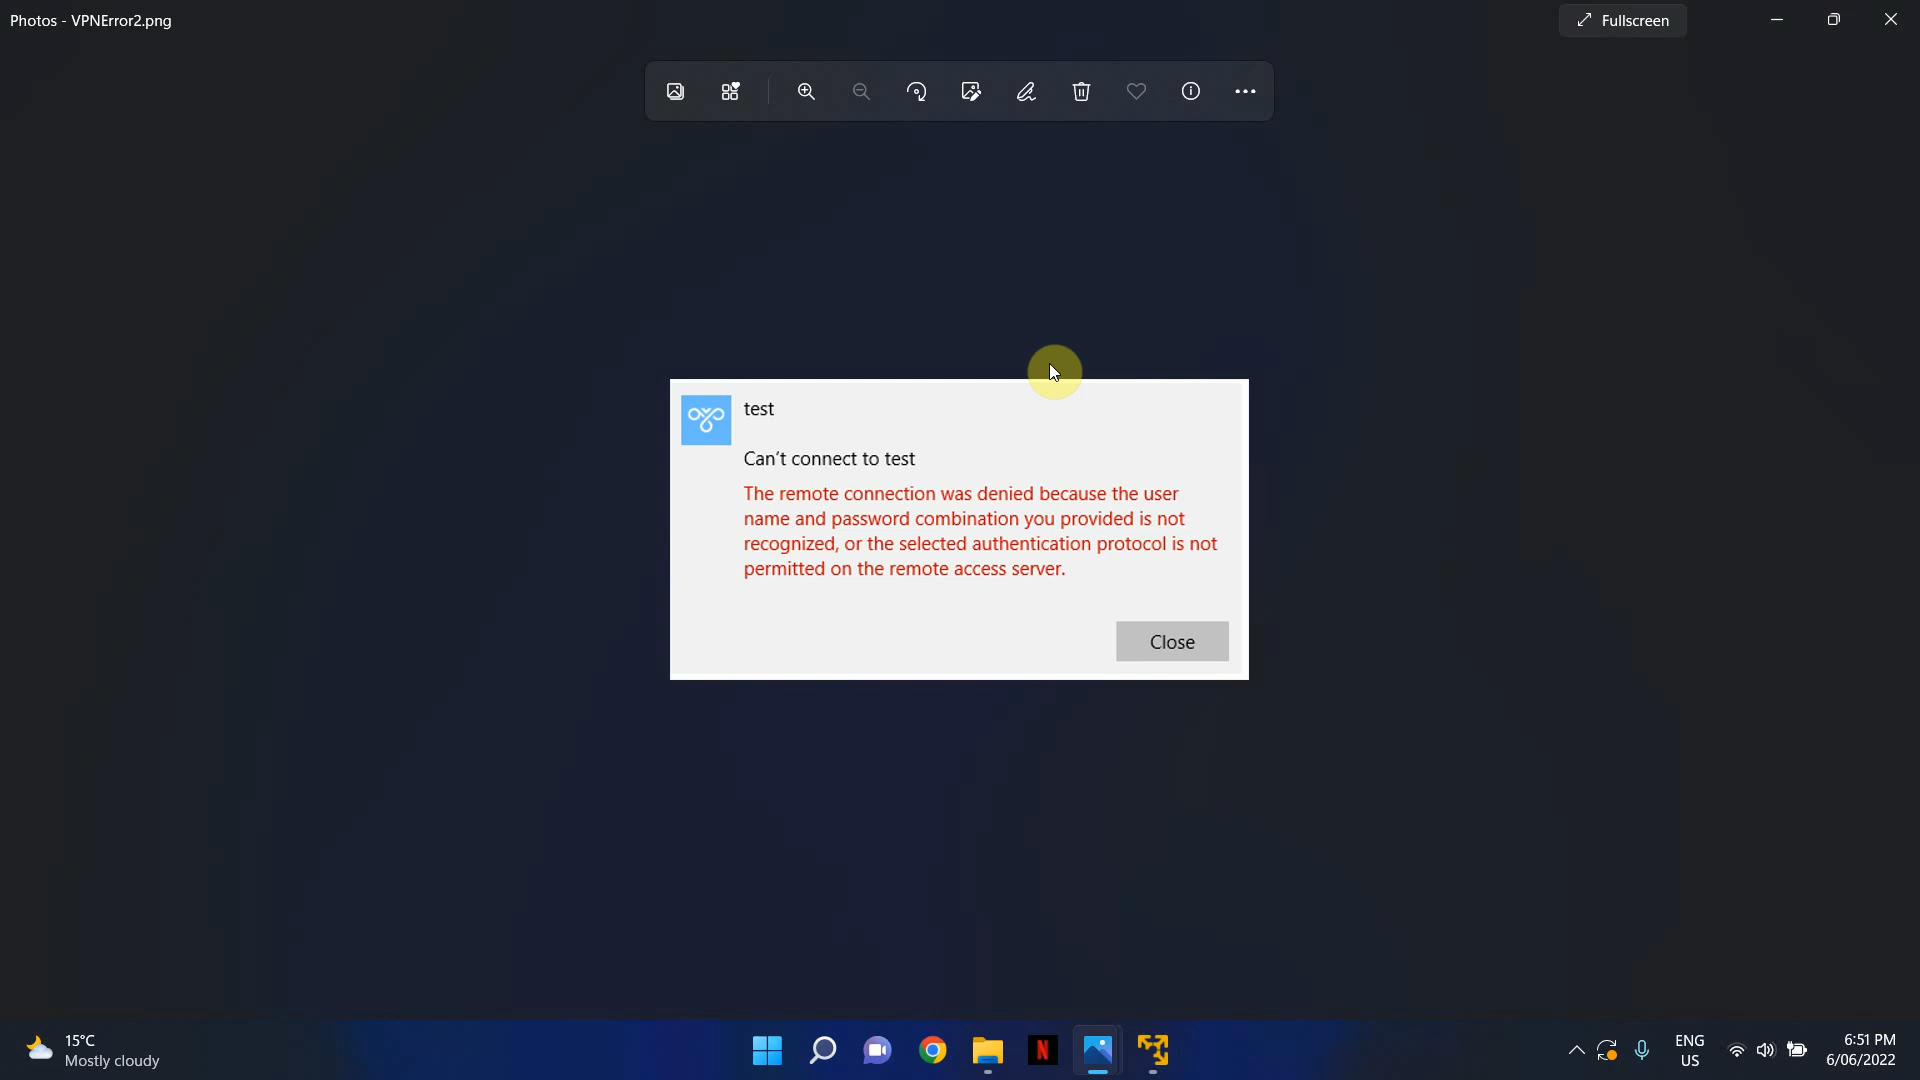 Photos - VPNError2.png
Fullscreen
test
Can't connect to test
The remote connection was denied because the user
name and password combination you provided is not
recognized, or the selected authentication protocol is not
permitted on the remote access server.
Close
15°C
Mostly cloudy
N
ENG
US
6:51 PM
6/06/2022